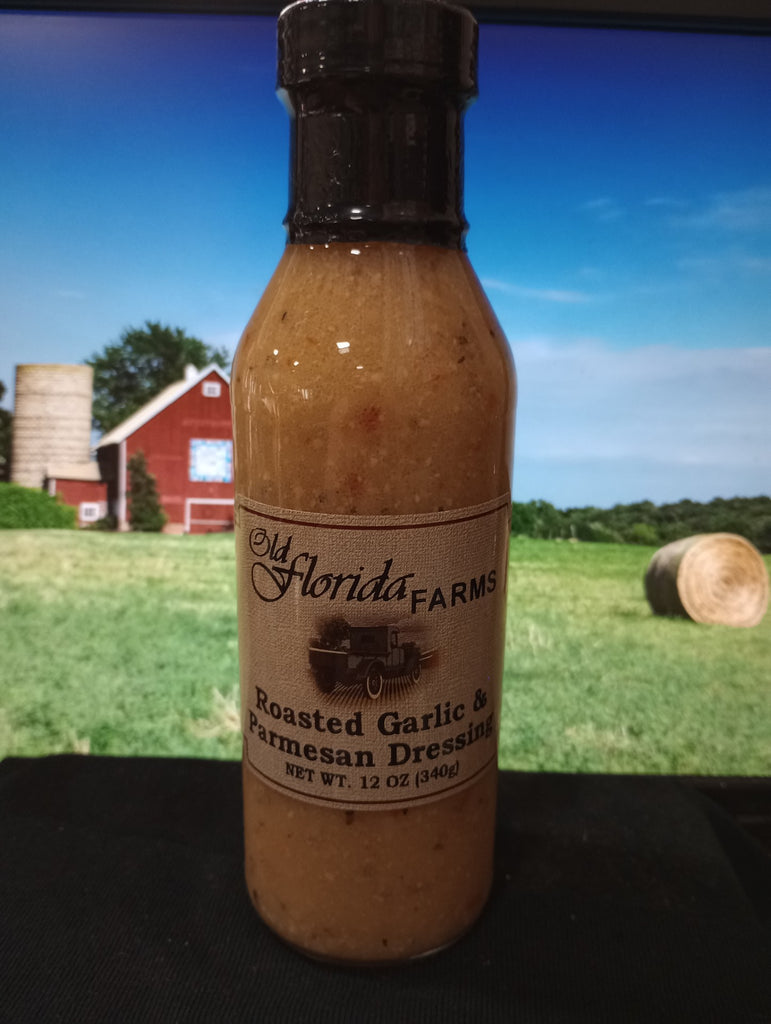 Old Florida FARMS
Roasted Garlic &
Parmesan Dressing
NET WT. 12 OZ (340g)